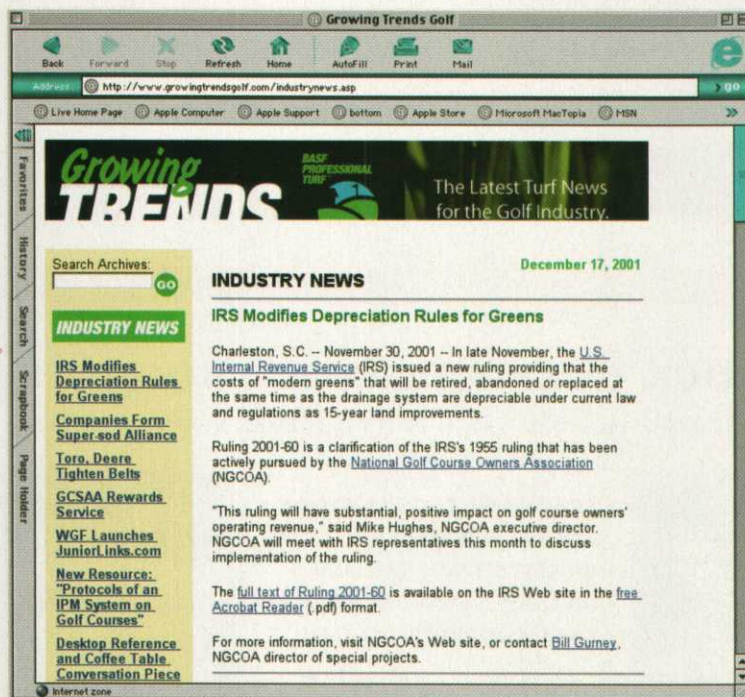 Growing Trends Golf
Back Forward Stop Refresh Home AutoFill Print Mail
Address http://www.growingtrendsgolf.com/industrynews.asp go
Live Home Page Apple Computer Apple Support bottom Apple Store Microsoft MacTopia MSN
Favorites
History
Search
Scrapbook
Page Holder
Growing
TRENDS
BASF
PROFESSIONAL
TURF
1
The Latest Turf News
for the Golf Industry.
Search Archives:
GO
INDUSTRY NEWS
IRS Modifies
Depreciation Rules
for Greens
Companies Form
Super-sod Alliance
Toro, Deere
Tighten Belts
GCSAA Rewards
Service
WGF Launches
JuniorLinks.com
New Resource:
"Protocols of an
IPM System on
Golf Courses"
Desktop Reference
and Coffee Table
Conversation Piece
December 17, 2001
INDUSTRY NEWS
IRS Modifies Depreciation Rules for Greens
Charleston, S.C. -- November 30, 2001 -- In late November, the U.S.
Internal Revenue Service (IRS) issued a new ruling providing that the
costs of "modern greens" that will be retired, abandoned or replaced at
the same time as the drainage system are depreciable under current law
and regulations as 15-year land improvements.
Ruling 2001-60 is a clarification of the IRS's 1955 ruling that has been
actively pursued by the National Golf Course Owners Association
(NGCOA).
"This ruling will have substantial, positive impact on golf course owners'
operating revenue," said Mike Hughes, NGCOA executive director.
NGCOA will meet with IRS representatives this month to discuss
implementation of the ruling.
The full text of Ruling 2001-60 is available on the IRS Web site in the free
Acrobat Reader (.pdf) format.
For more information, visit NGCOA's Web site, or contact Bill Gurney,
NGCOA director of special projects.
Internet zone